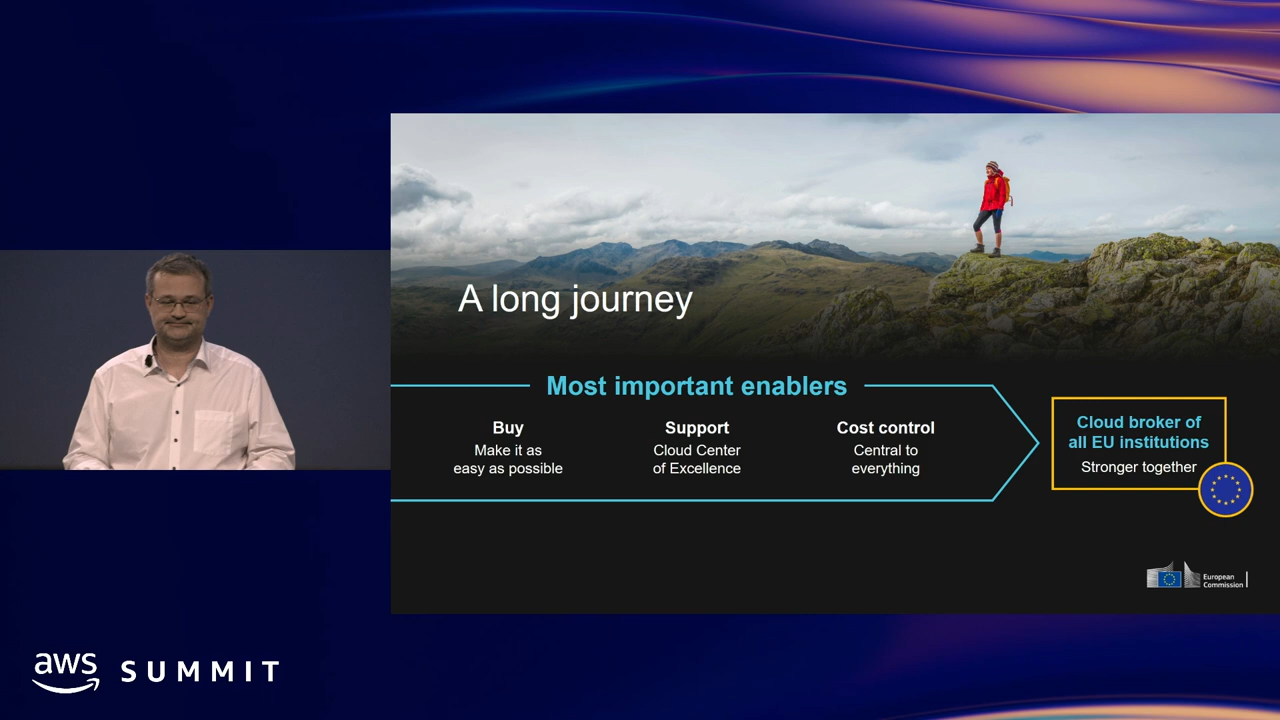 A long journey
Most important enablers
Buy
Make it as
easy as possible
Support
Cloud Center
of Excellence
Cost control
Central to
everything
Cloud broker of
all EU institutions
Stronger together
European
Commission
aws SUMMIT